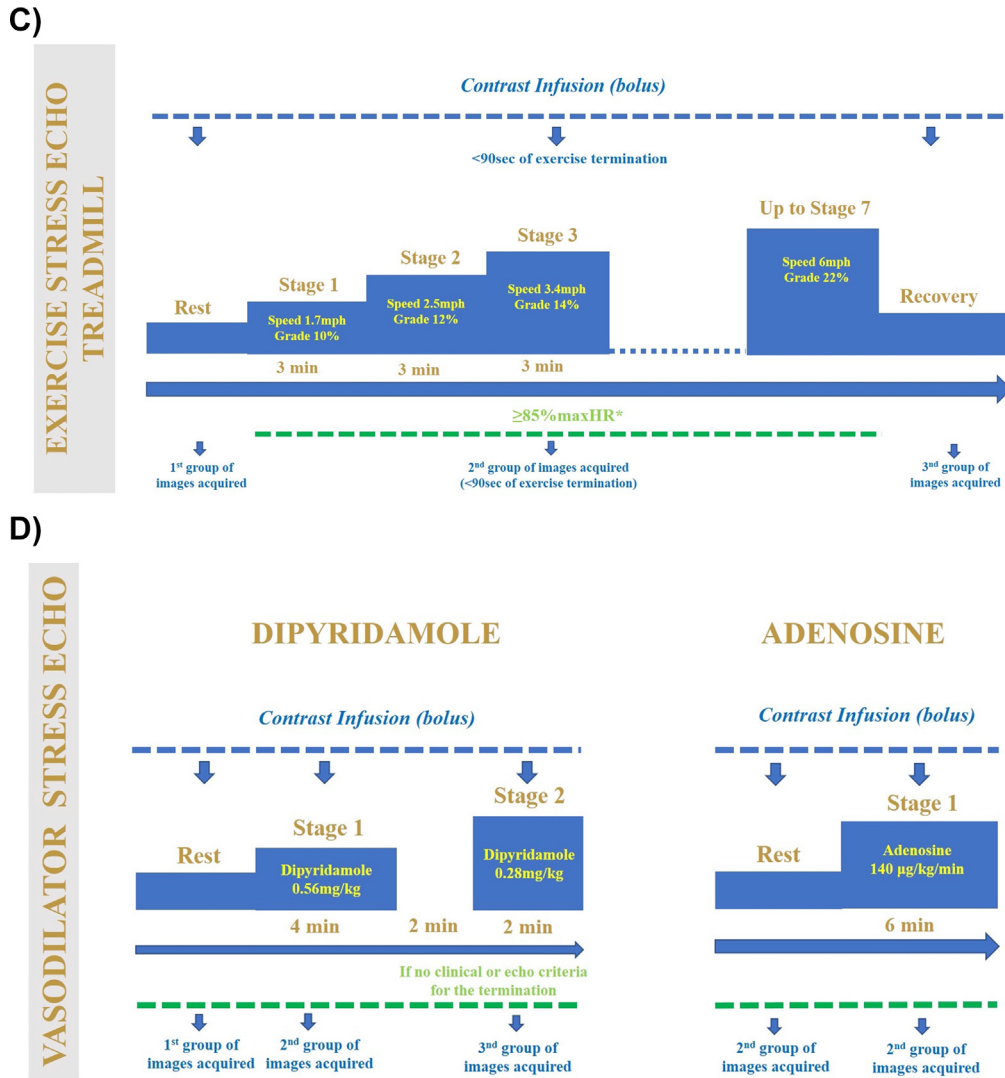 C)
EXERCISE STRESS ECHO
TREADMILL
Contrast Infusion (bolus)
<90sec of exercise termination
Up to Stage 7
Stage 3
Stage 2
Stage 1
Rest
Recovery
Speed 1.7mph
Grade 10%
Speed 2.5mph
Grade 12%
Speed 3.4mph
Grade 14%
Speed 6mph
Grade 22%
3 min
3 min
3 min
≥85%maxHR*
1st group of
images acquired
2nd group of images acquired
(<90sec of exercise termination)
3nd group of
images acquired
D)
VASODILATOR STRESS ECHO
DIPYRIDAMOLE
Contrast Infusion (bolus)
Rest
Stage 1
Stage 2
Dipyridamole
0.56mg/kg
Dipyridamole
0.28mg/kg
4 min
2 min
2 min
If no clinical or echo criteria
for the termination
1st group of
images acquired
2nd group of
images acquired
3nd group of
images acquired
ADENOSINE
Contrast Infusion (bolus)
Rest
Stage 1
Adenosine
140 µg/kg/min
6 min
2nd group of
images acquired
2nd group of
images acquired